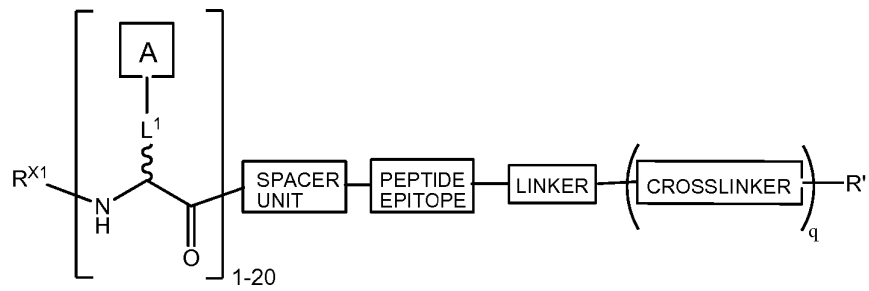 A
L¹
Rˣ¹
N
H
O
1-20
SPACER
UNIT
PEPTIDE
EPITOPE
LINKER
CROSSLINKER
q
R'